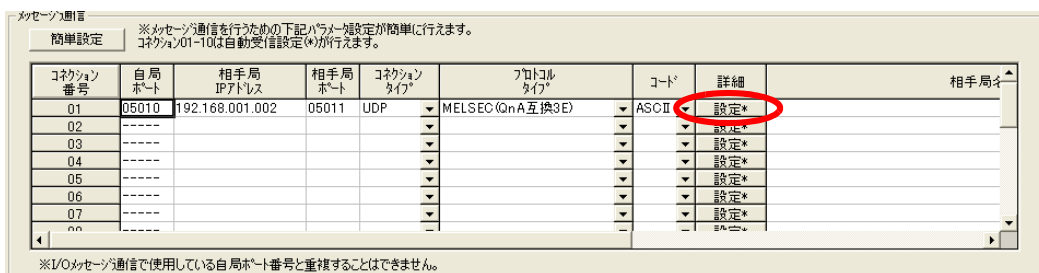 メッセージ通信
簡単設定
※メッセージ通信を行うための下記パラメータ設定が簡単に行えます。
コネクション01-10は自動受信設定(*)が行えます。
コネクション番号 自局ポート 相手局IPアドレス 相手局ポート コネクションタイプ プロトコルタイプ コード 詳細 相手局名
01 05010 192.168.001.002 05011 UDP MELSEC(QnA互換3E) ASCII 設定*
02 ----- 設定*
03 ----- 設定*
04 ----- 設定*
05 ----- 設定*
06 ----- 設定*
07 ----- 設定*
※I/Oメッセージ通信で使用している自局ポート番号と重複することはできません。